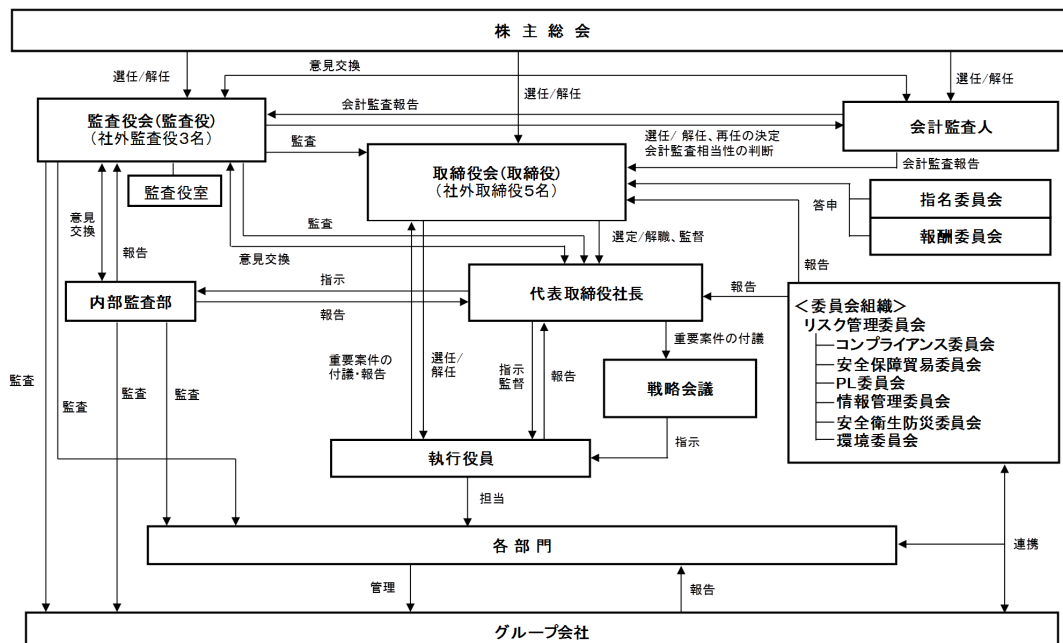 株 主 総 会
選任/解任
意見交換
選任/解任
選任/解任
監査役会(監査役)
(社外監査役3名)
会計監査報告
会計監査人
選任/ 解任、再任の決定
会計監査相当性の判断
監査
会計監査報告
取締役会(取締役)
(社外取締役5名)
監査役室
答申
指名委員会
報酬委員会
意見
交換
報告
監査
意見交換
選定/解職、監督
報告
内部監査部
指示
報告
代表取締役社長
報告
<委員会組織>
リスク管理委員会
コンプライアンス委員会
安全保障貿易委員会
PL委員会
情報管理委員会
安全衛生防災委員会
環境委員会
重要案件の
付議・報告
選任/
解任
指示
監督
報告
重要案件の付議
戦略会議
監査
監査
監査
監査
執行役員
指示
担当
各 部 門
連携
管理
報告
グループ会社